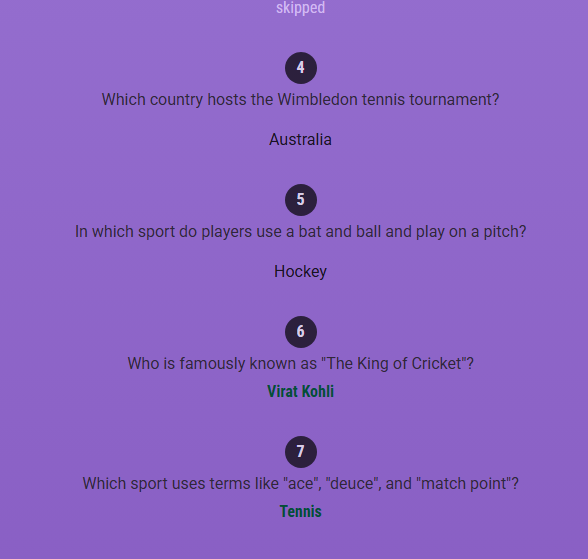 skipped
4
Which country hosts the Wimbledon tennis tournament?
Australia
5
In which sport do players use a bat and ball and play on a pitch?
Hockey
6
Who is famously known as "The King of Cricket"?
Virat Kohli
7
Which sport uses terms like "ace", "deuce", and "match point"?
Tennis